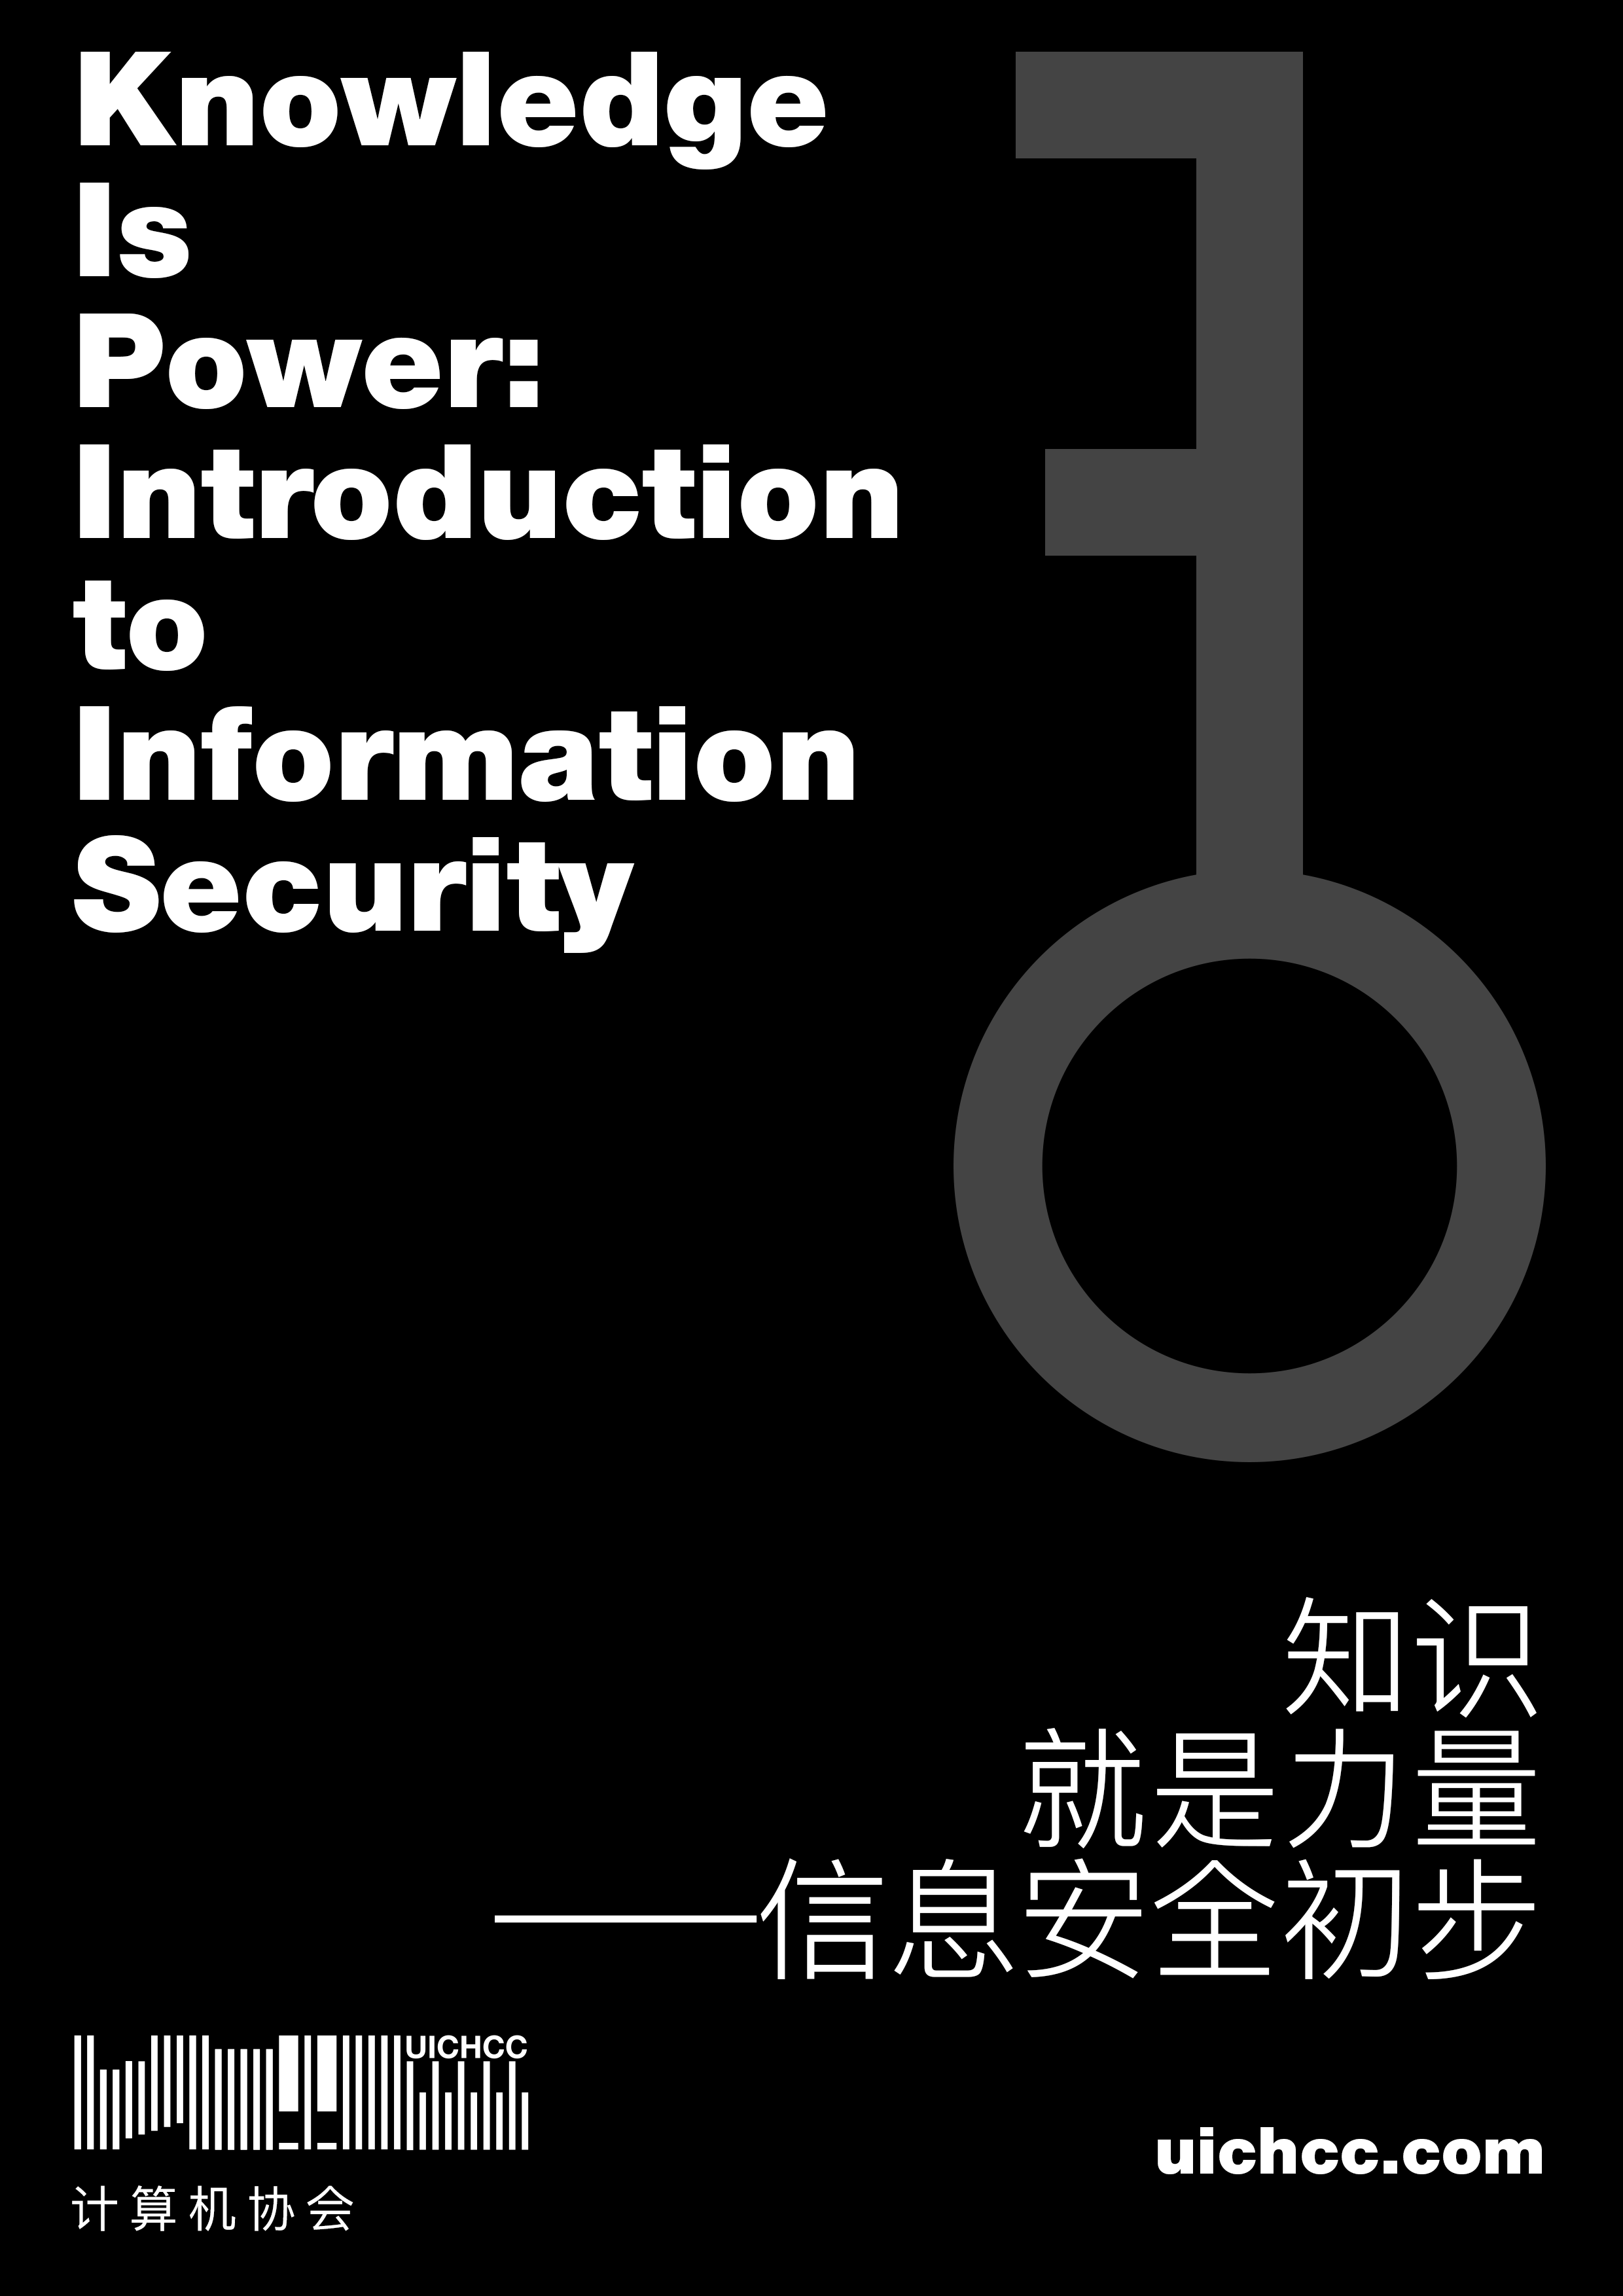 Knowledge
Is
Power:
Introduction
to
Information
Security
知识
就是力量
——信息安全初步
UICHCC
计算机协会
uichcc.com